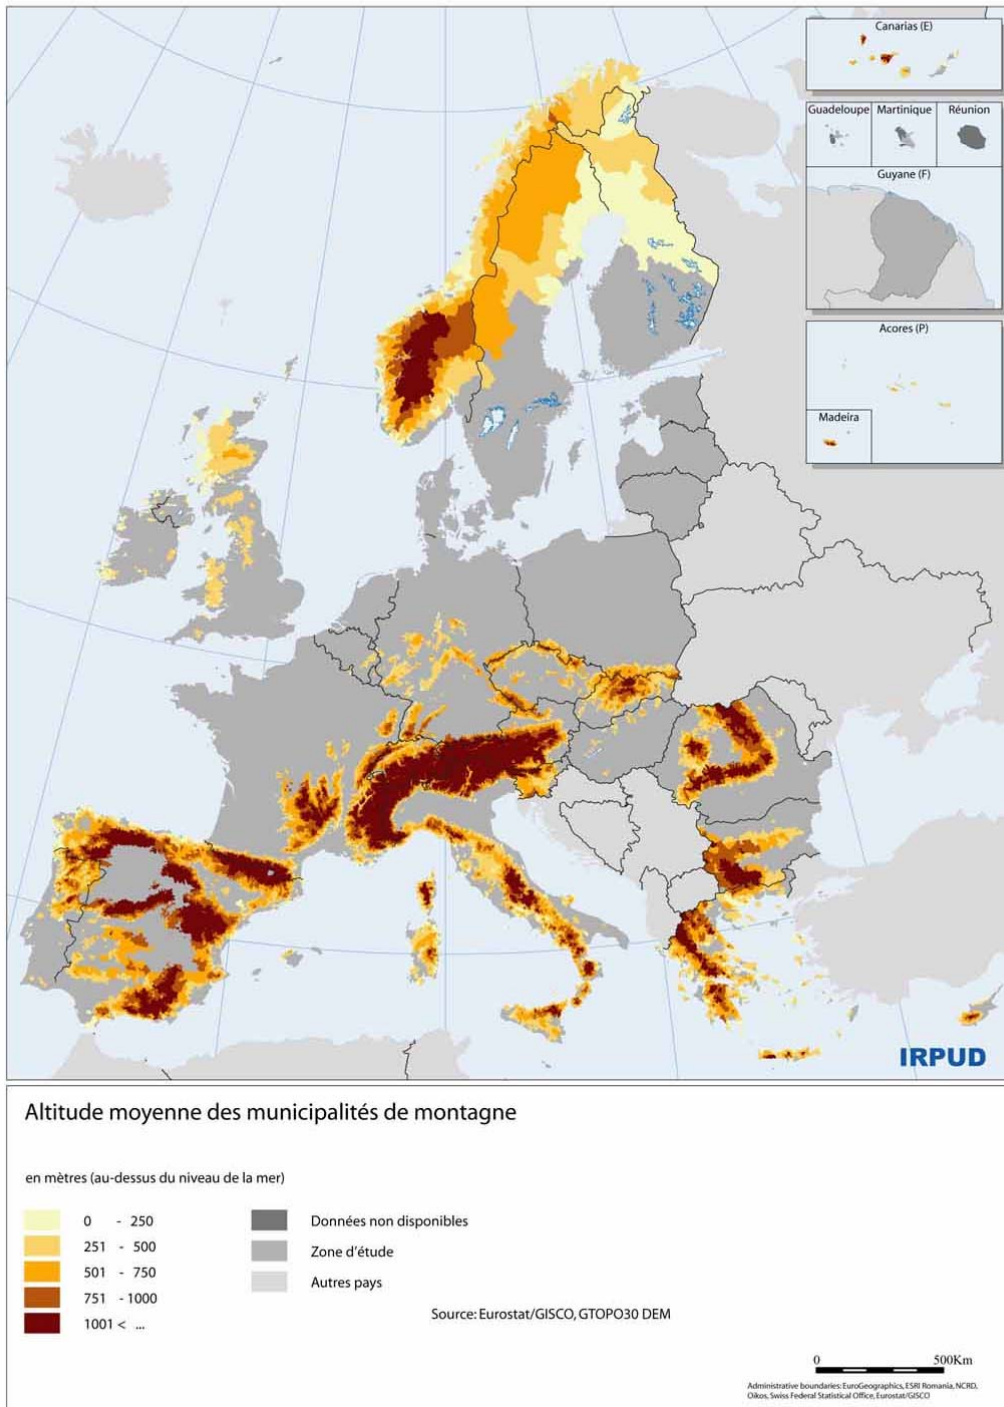 Canarias (E)
Guadeloupe Martinique Réunion
Guyane (F)
Acores (P)
Madeira
IRPUD
Altitude moyenne des municipalités de montagne
en mètres (au-dessus du niveau de la mer)
0 - 250
251 - 500
501 - 750
751 - 1000
1001 < ...
Données non disponibles
Zone d'étude
Autres pays
Source: Eurostat/GISCO, GTOPO30 DEM
0 500Km
Administrative boundaries: EuroGeographics, ESRI Romania, NCRD,
Oikos, Swiss Federal Statistical Office, Eurostat/GISCO